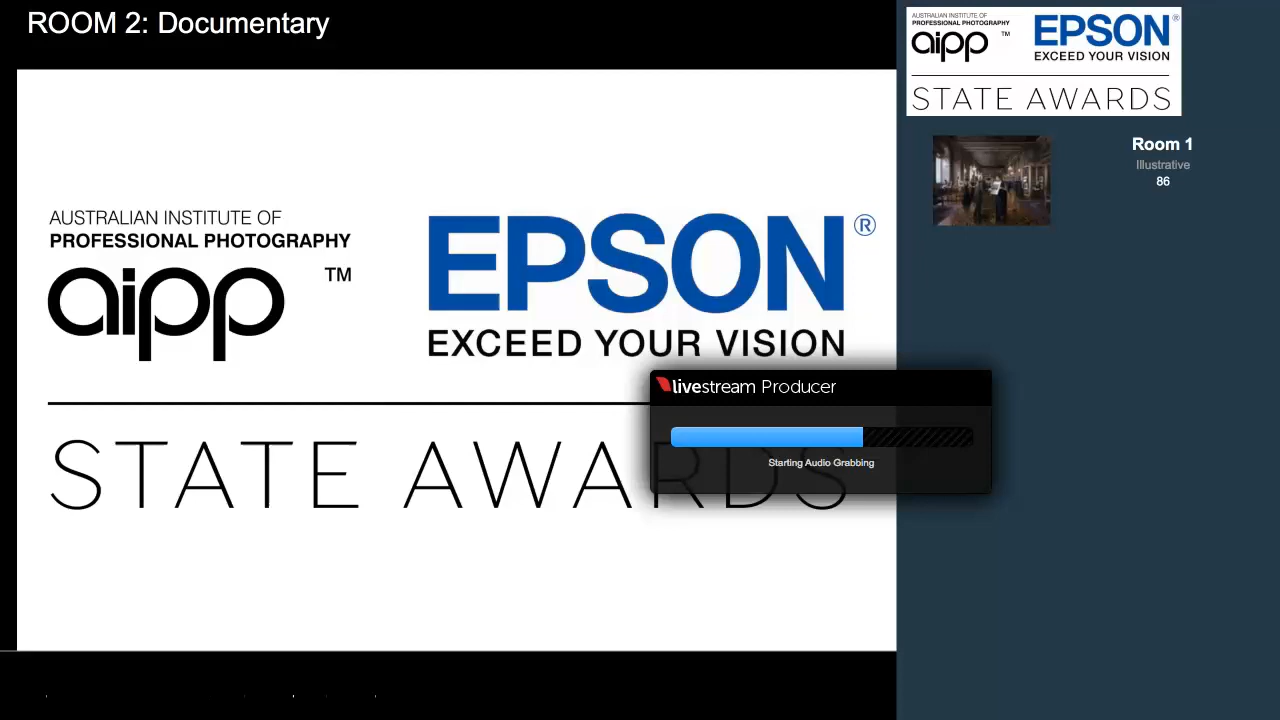 ROOM 2: Documentary
AUSTRALIAN INSTITUTE OF
PROFESSIONAL PHOTOGRAPHY
aipp TM
EPSON®
EXCEED YOUR VISION
STATE AWARDS
livestream Producer
Starting Audio Grabbing
AUSTRALIAN INSTITUTE OF
PROFESSIONAL PHOTOGRAPHY
aipp TM
EPSON®
EXCEED YOUR VISION
STATE AWARDS
Room 1
Illustrative
86